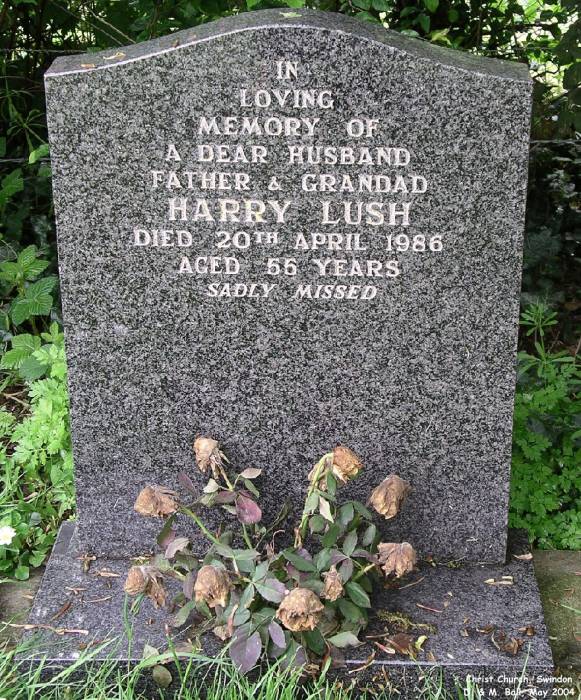 IN
LOVING
MEMORY OF
A DEAR HUSBAND
FATHER & GRANDAD
HARRY LUSH
DIED 20TH APRIL 1986
AGED 56 YEARS
SADLY MISSED
Christ Church, Swindon
D. & M. Ball May 2004